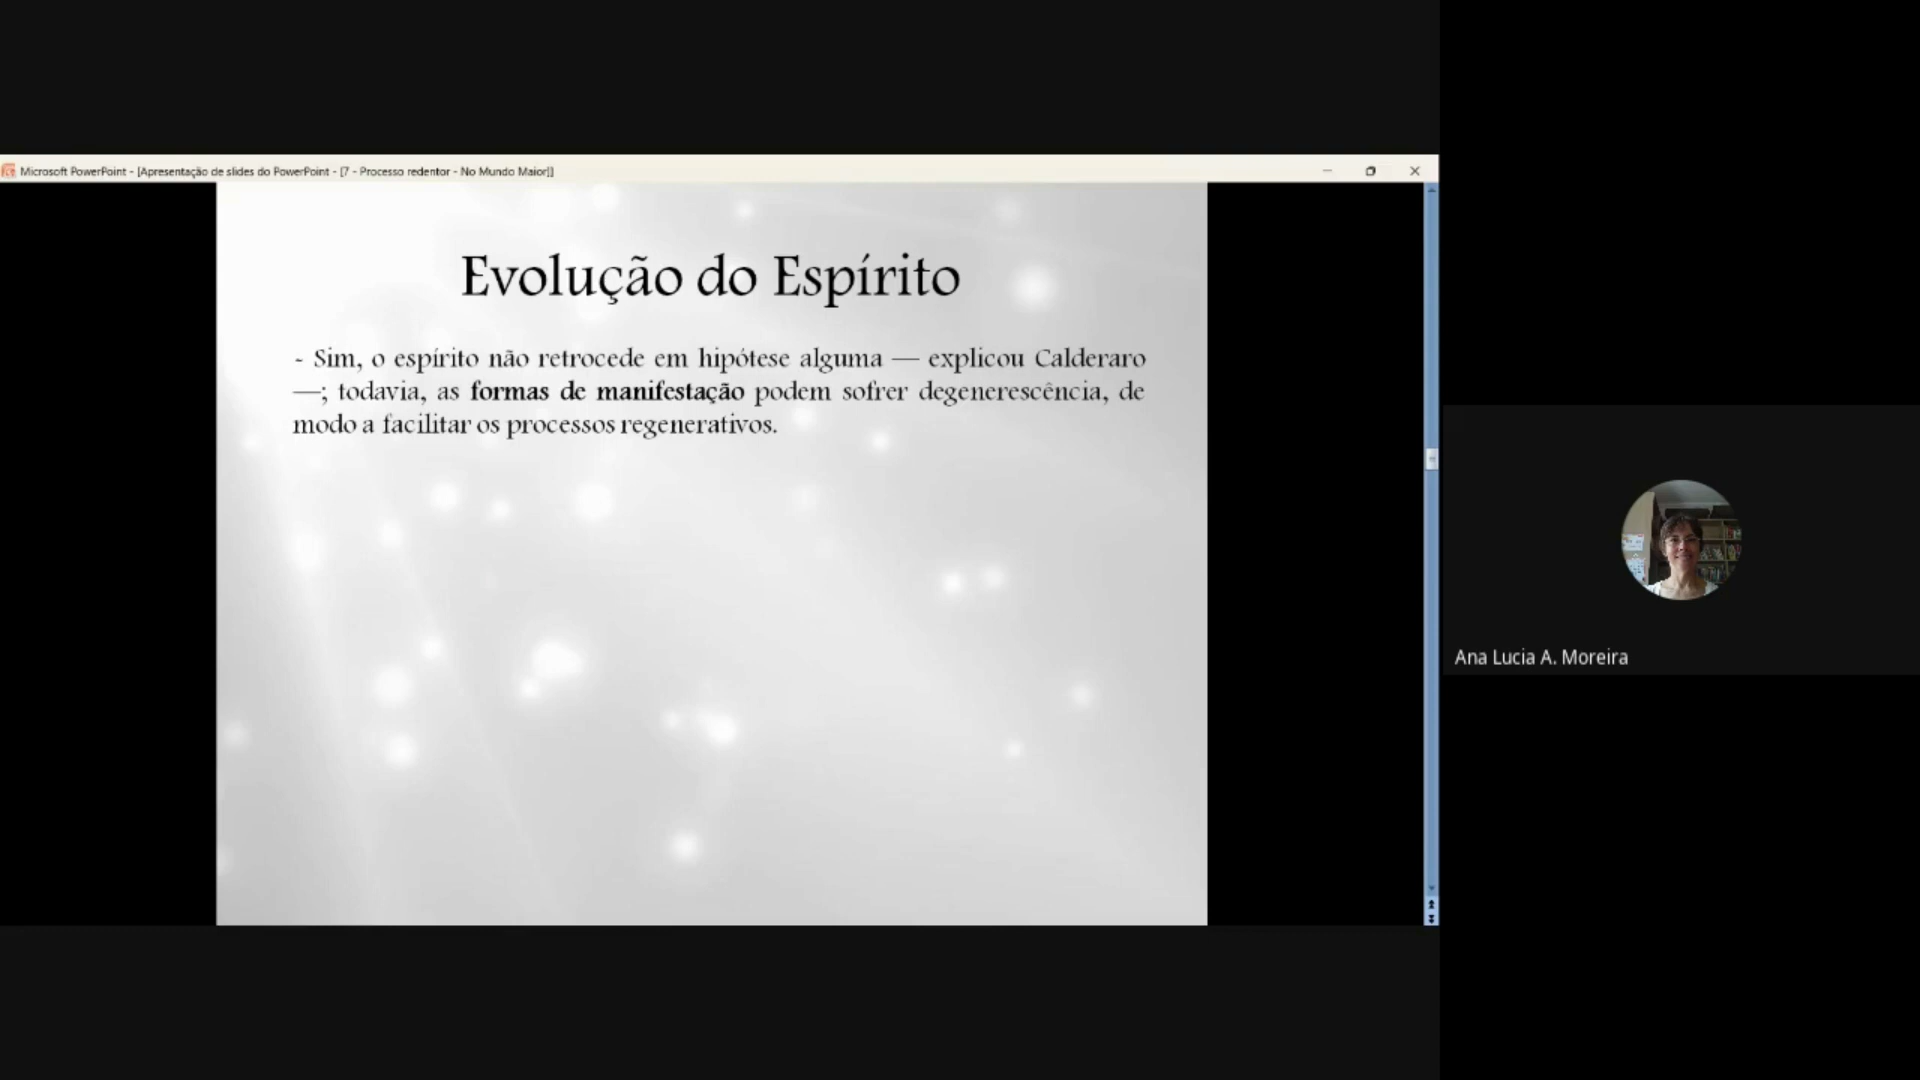 Microsoft PowerPoint - [Apresentação de slides do PowerPoint - [7 - Processo redentor - No Mundo Maior]]
Evolução do Espírito
- Sim, o espírito não retrocede em hipótese alguma — explicou Calderaro
—; todavia, as formas de manifestação podem sofrer degenerescência, de
modo a facilitar os processos regenerativos.
Ana Lucia A. Moreira